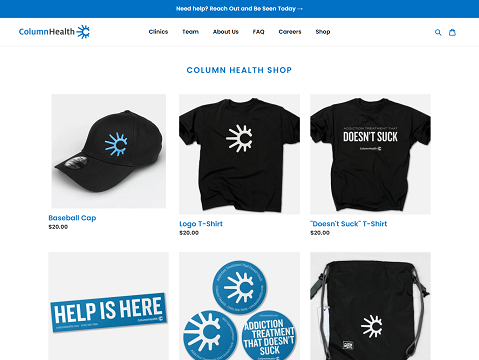 Need help? Reach Out and Be Seen Today →
ColumnHealth
Clinics
Team
About Us
FAQ
Careers
Shop
COLUMN HEALTH SHOP
ADDICTION TREATMENT THAT
DOESN'T SUCK
ColumnHealth
Baseball Cap
$20.00
Logo T-Shirt
$20.00
"Doesn't Suck" T-Shirt
$20.00
HELP IS HERE
ColumnHealth
ADDICTION
TREATMENT
THAT DOESN'T
SUCK